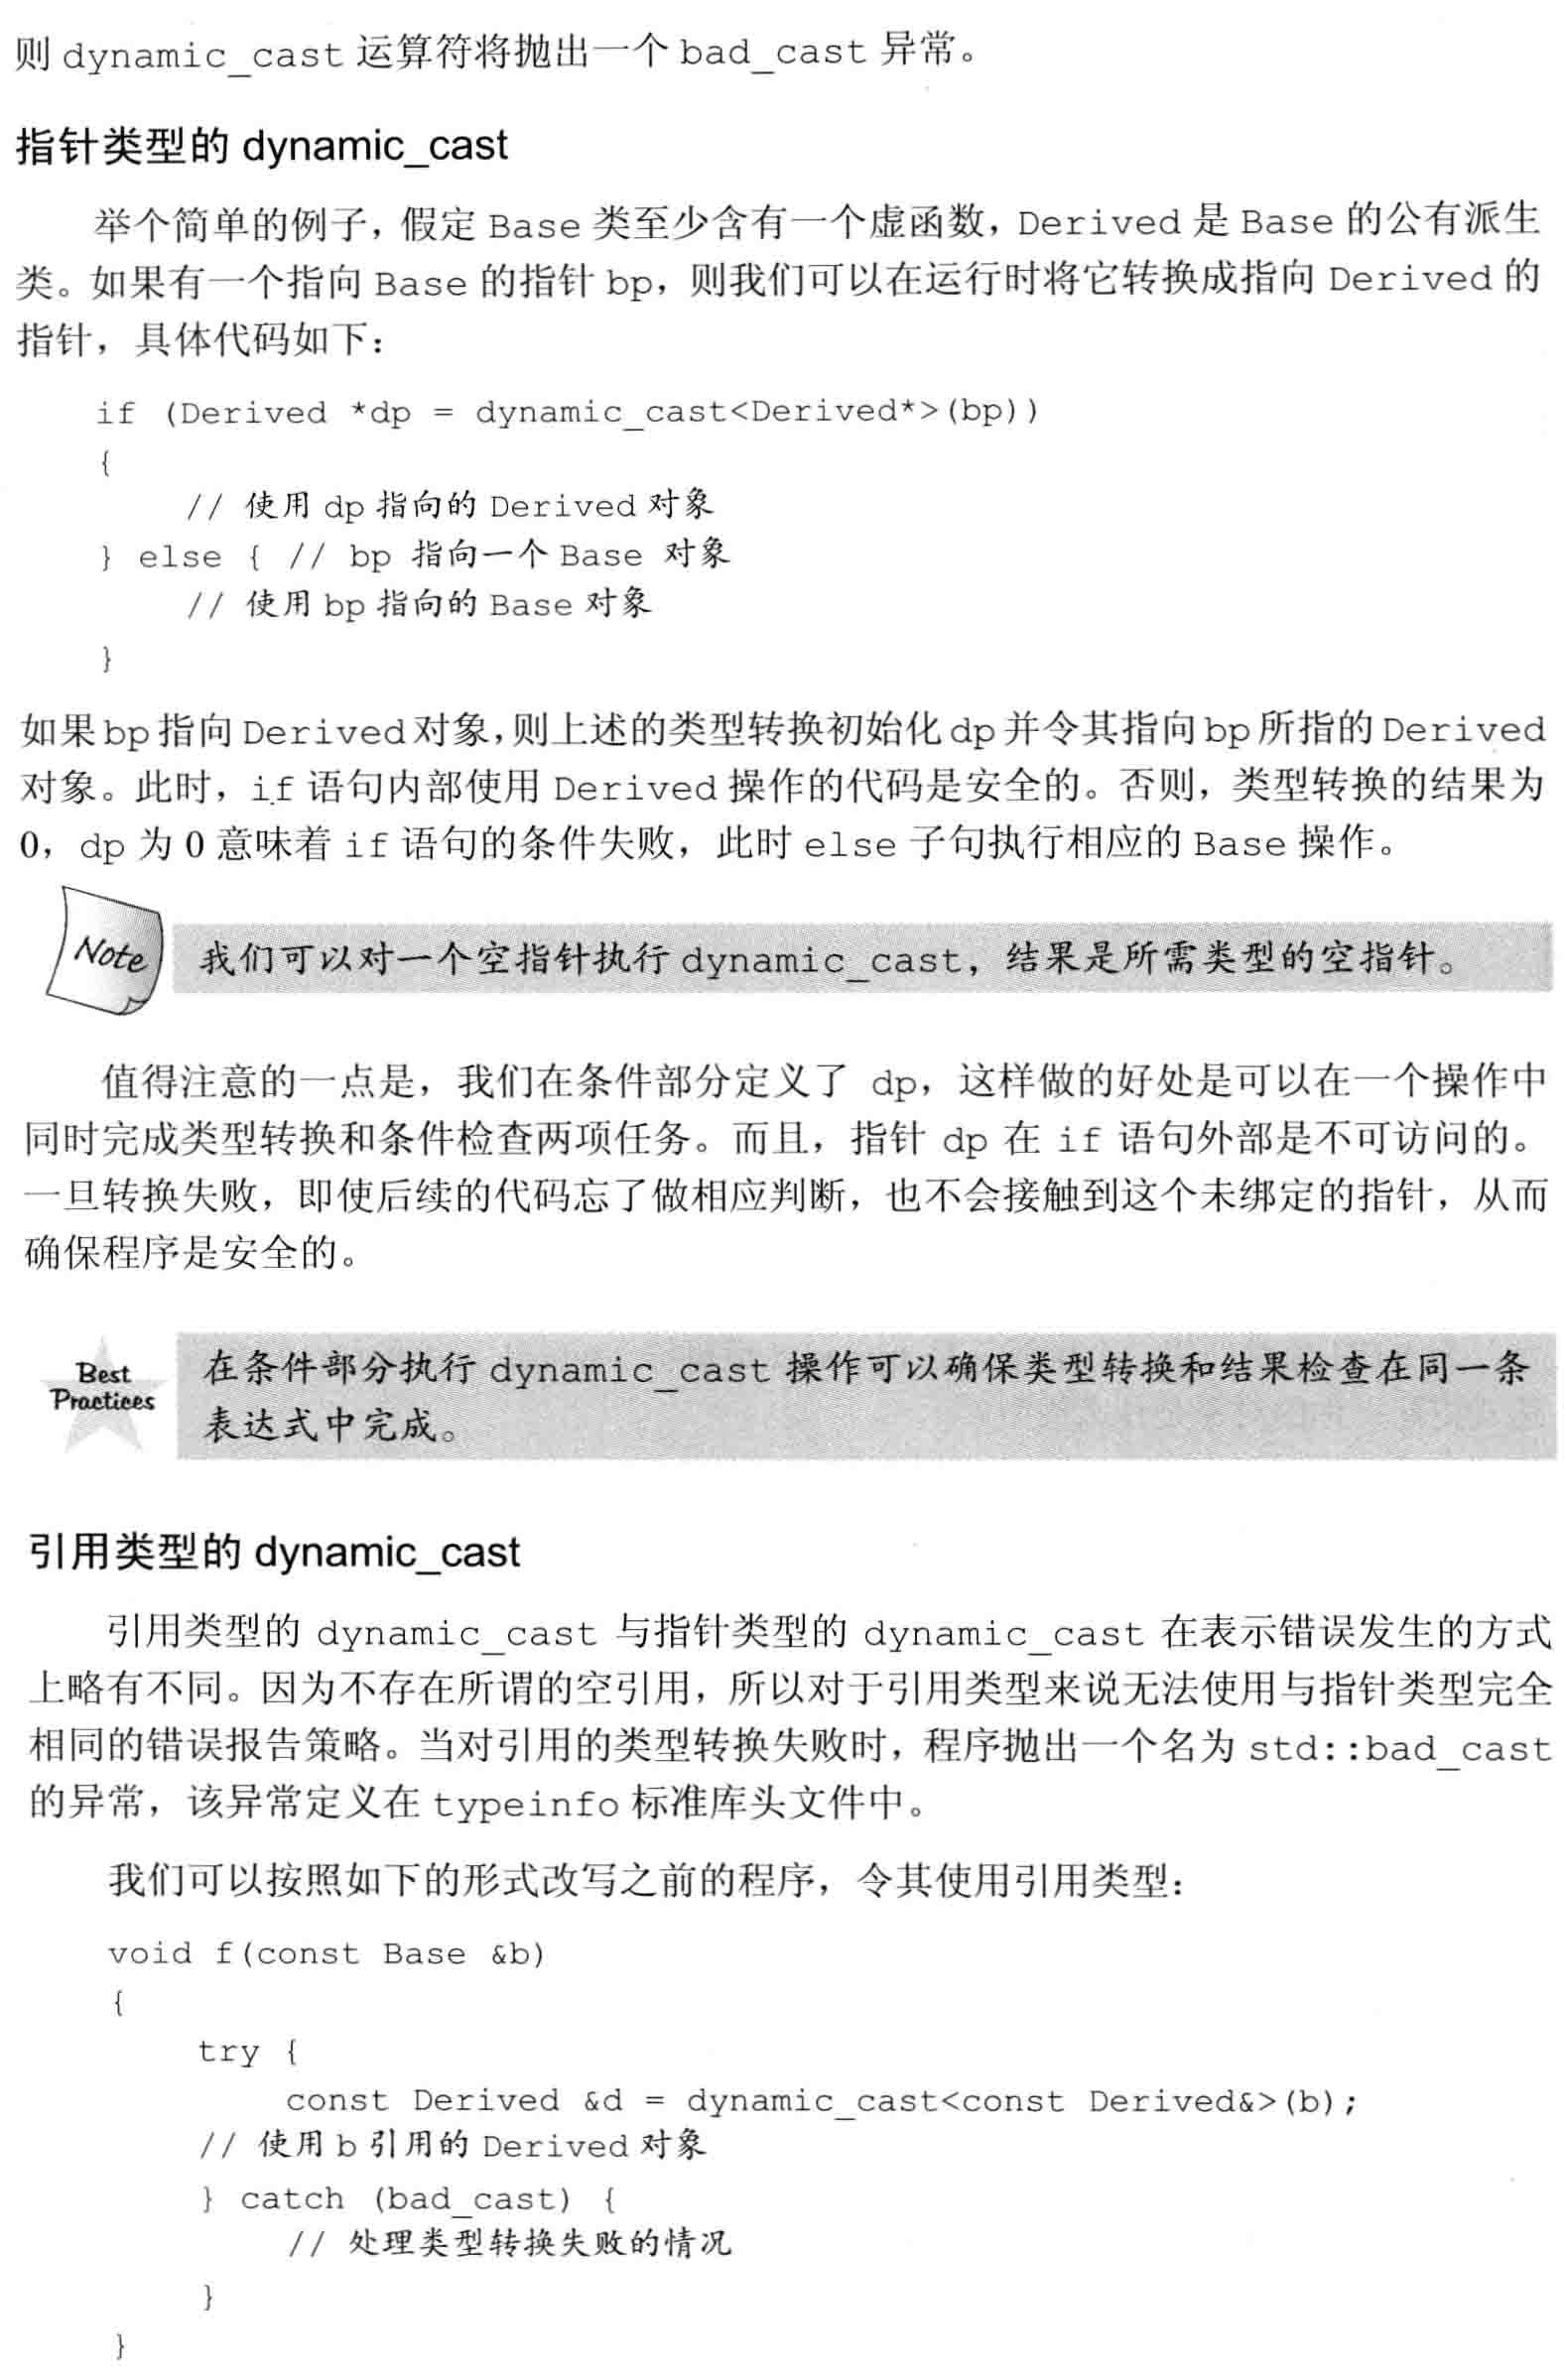 则 dynamic_cast 运算符将抛出一个 bad_cast 异常。
指针类型的 dynamic_cast
举个简单的例子，假定 Base 类至少含有一个虚函数，Derived 是 Base 的公有派生
类。如果有一个指向 Base 的指针 bp，则我们可以在运行时将它转换成指向 Derived 的
指针，具体代码如下：
if (Derived *dp = dynamic_cast<Derived*>(bp))
{
// 使用 dp 指向的 Derived 对象
} else { // bp 指向一个 Base 对象
// 使用 bp 指向的 Base 对象
}
如果 bp 指向 Derived 对象，则上述的类型转换初始化 dp 并令其指向 bp 所指的 Derived
对象。此时，if 语句内部使用 Derived 操作的代码是安全的。否则，类型转换的结果为
0，dp 为 0 意味着 if 语句的条件失败，此时 else 子句执行相应的 Base 操作。
Note 我们可以对一个空指针执行 dynamic_cast，结果是所需类型的空指针。
值得注意的一点是，我们在条件部分定义了 dp，这样做的好处是可以在一个操作中
同时完成类型转换和条件检查两项任务。而且，指针 dp 在 if 语句外部是不可访问的。
一旦转换失败，即使后续的代码忘了做相应判断，也不会接触到这个未绑定的指针，从而
确保程序是安全的。
Best
Practices
在条件部分执行 dynamic_cast 操作可以确保类型转换和结果检查在同一条
表达式中完成。
引用类型的 dynamic_cast
引用类型的 dynamic_cast 与指针类型的 dynamic_cast 在表示错误发生的方式
上略有不同。因为不存在所谓的空引用，所以对于引用类型来说无法使用与指针类型完全
相同的错误报告策略。当对引用的类型转换失败时，程序抛出一个名为 std::bad_cast
的异常，该异常定义在 typeinfo 标准库头文件中。
我们可以按照如下的形式改写之前的程序，令其使用引用类型：
void f(const Base &b)
{
try {
const Derived &d = dynamic_cast<const Derived&>(b);
// 使用 b 引用的 Derived 对象
} catch (bad_cast) {
// 处理类型转换失败的情况
}
}